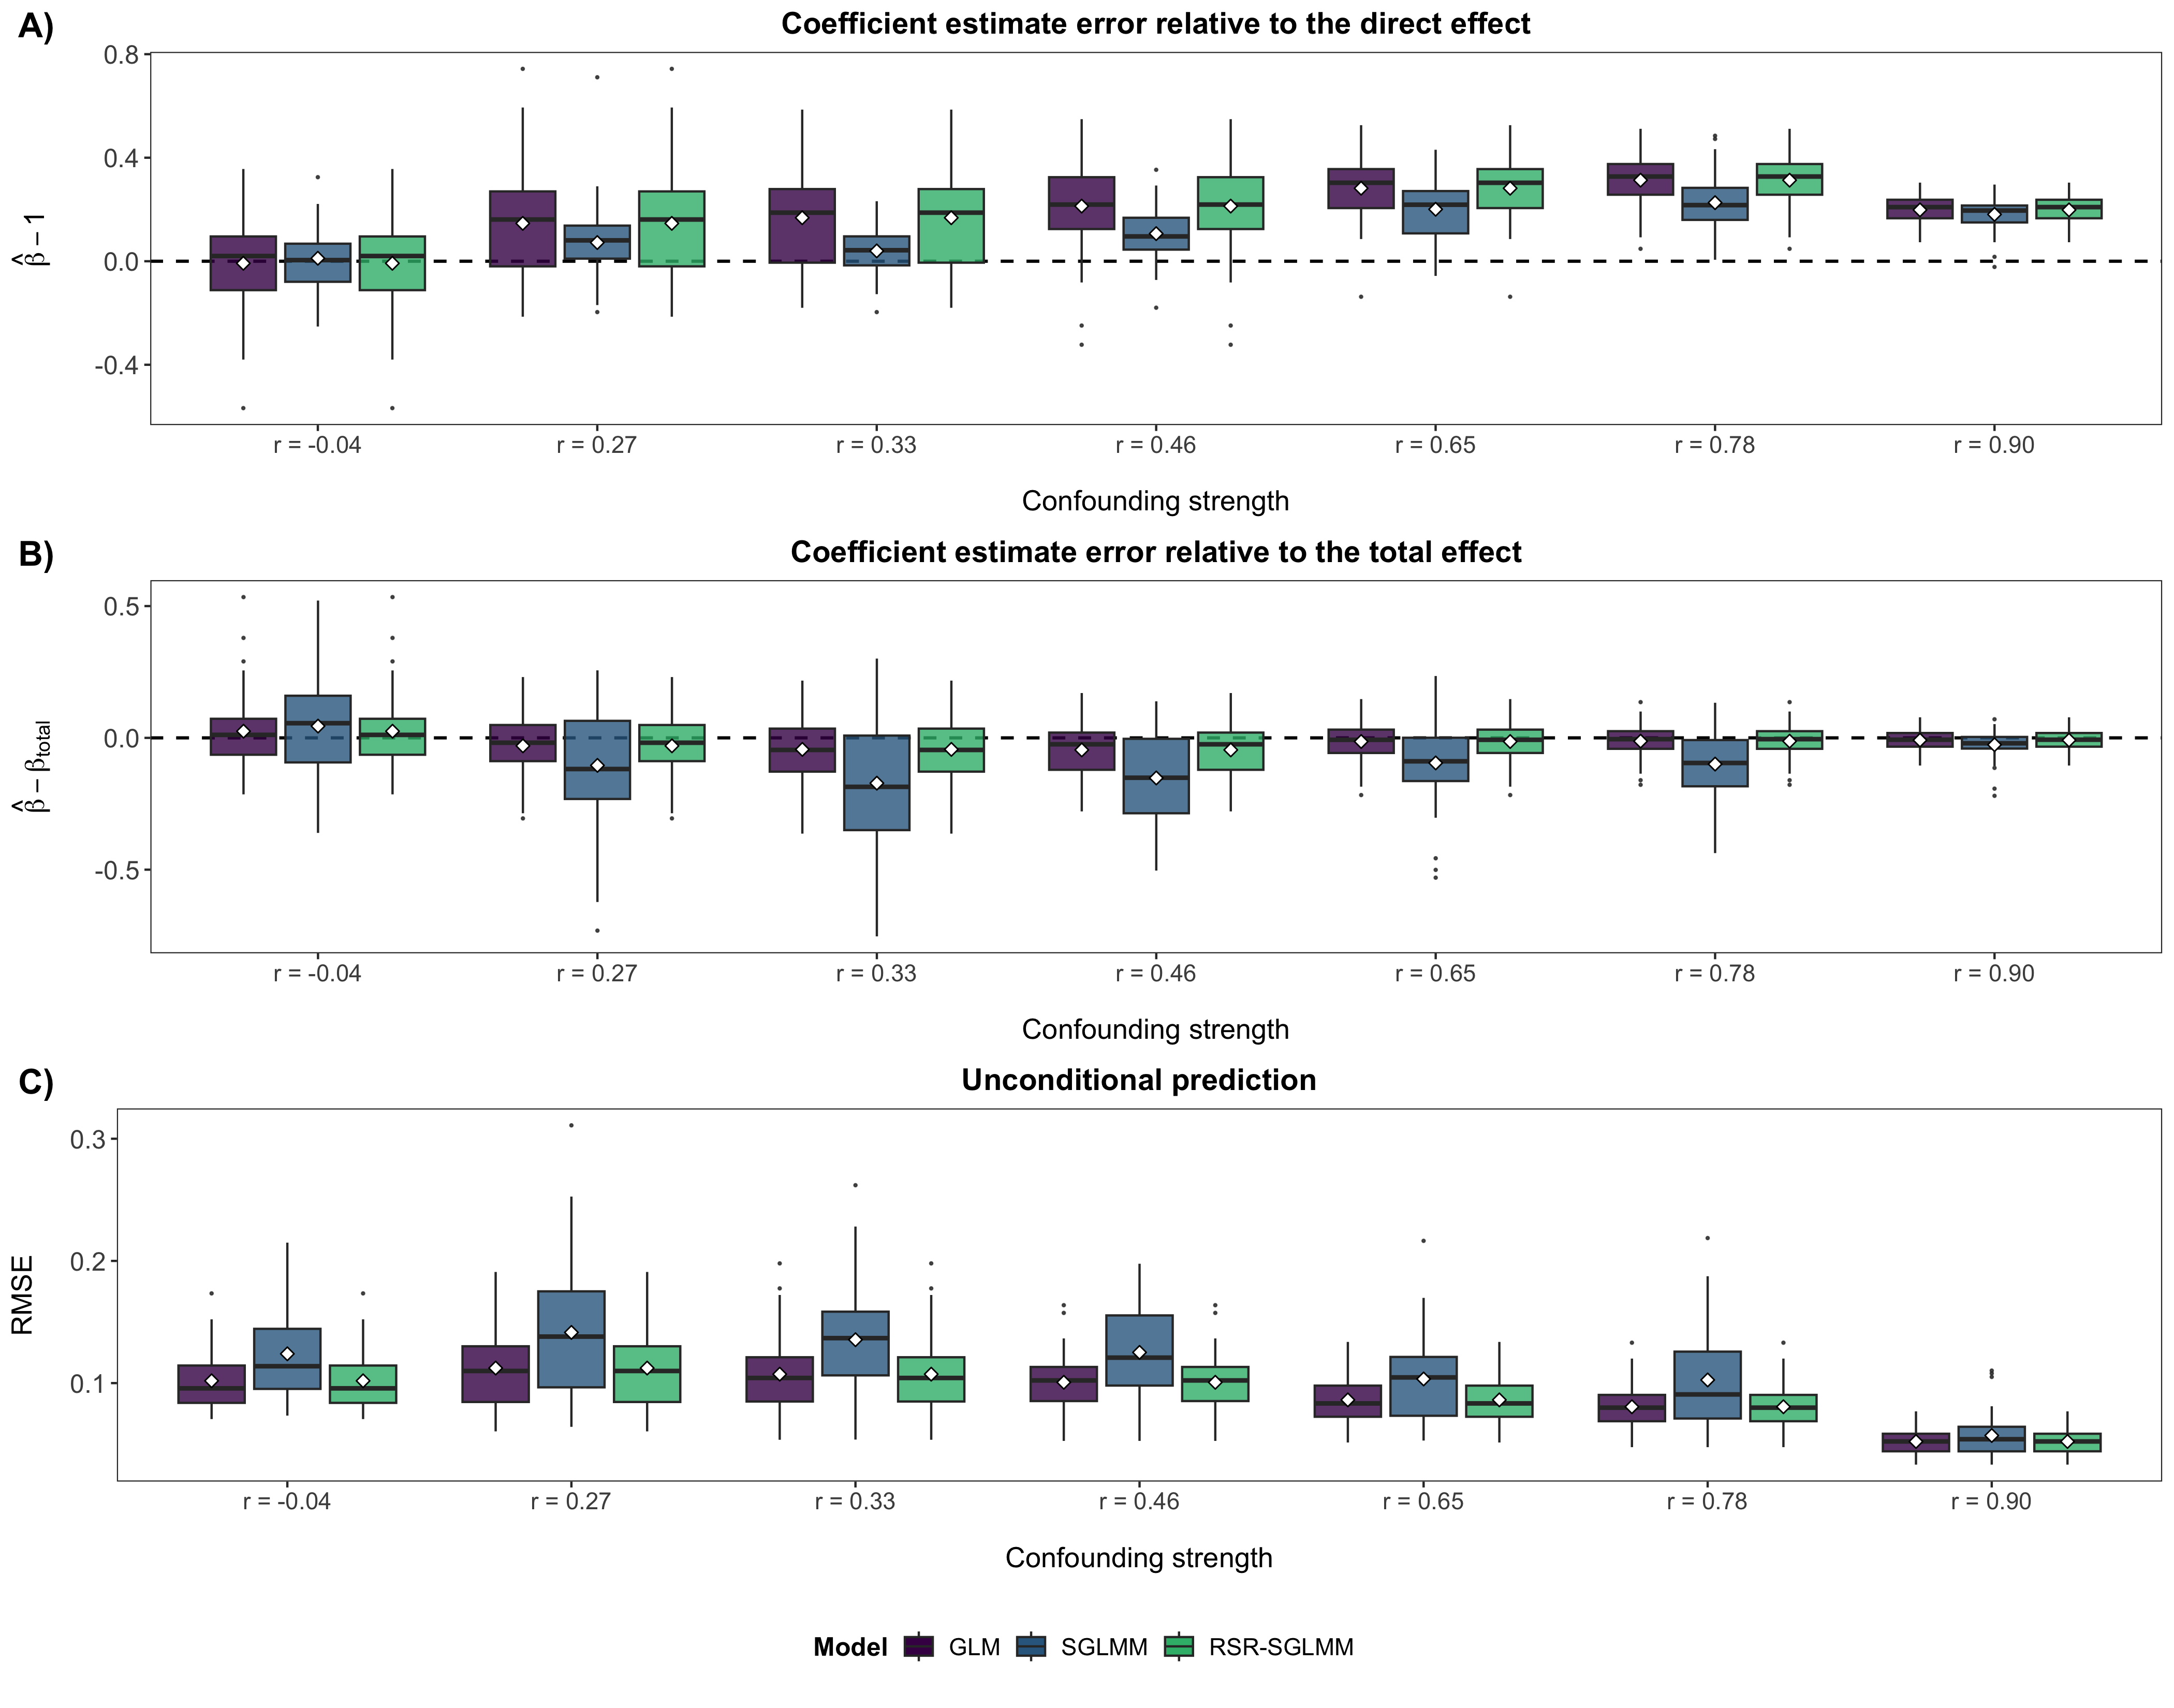 A) Coefficient estimate error relative to the direct effect
0.8
0.4
0.0
-0.4
β̂ − 1
r = -0.04 r = 0.27 r = 0.33 r = 0.46 r = 0.65 r = 0.78 r = 0.90
Confounding strength
B) Coefficient estimate error relative to the total effect
0.5
0.0
-0.5
β̂ − βtotal
r = -0.04 r = 0.27 r = 0.33 r = 0.46 r = 0.65 r = 0.78 r = 0.90
Confounding strength
C) Unconditional prediction
0.3
0.2
0.1
RMSE
r = -0.04 r = 0.27 r = 0.33 r = 0.46 r = 0.65 r = 0.78 r = 0.90
Confounding strength
Model GLM SGLMM RSR-SGLMM